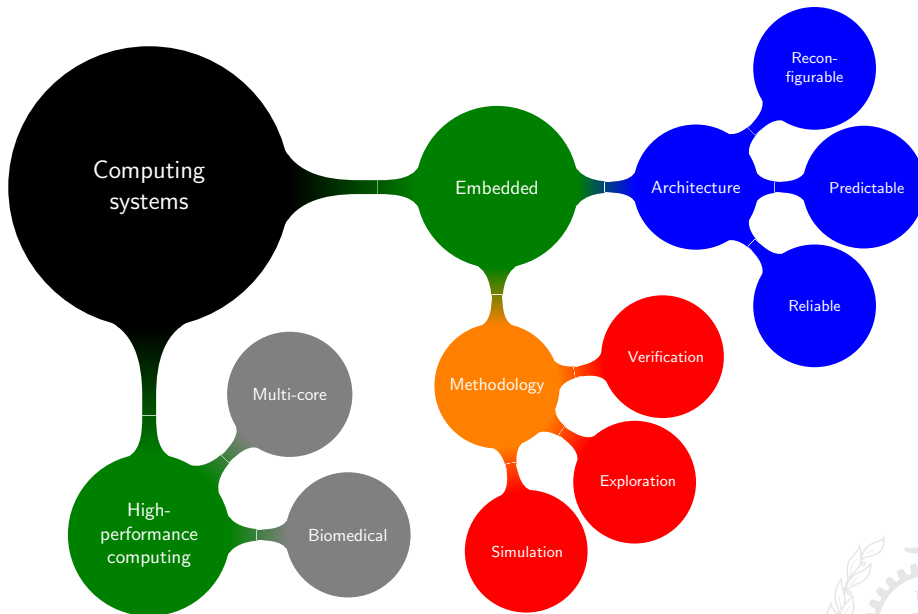 Computing
systems
Embedded
Architecture
Recon-
figurable
Predictable
Reliable
Methodology
Verification
Exploration
Simulation
High-
performance
computing
Multi-core
Biomedical